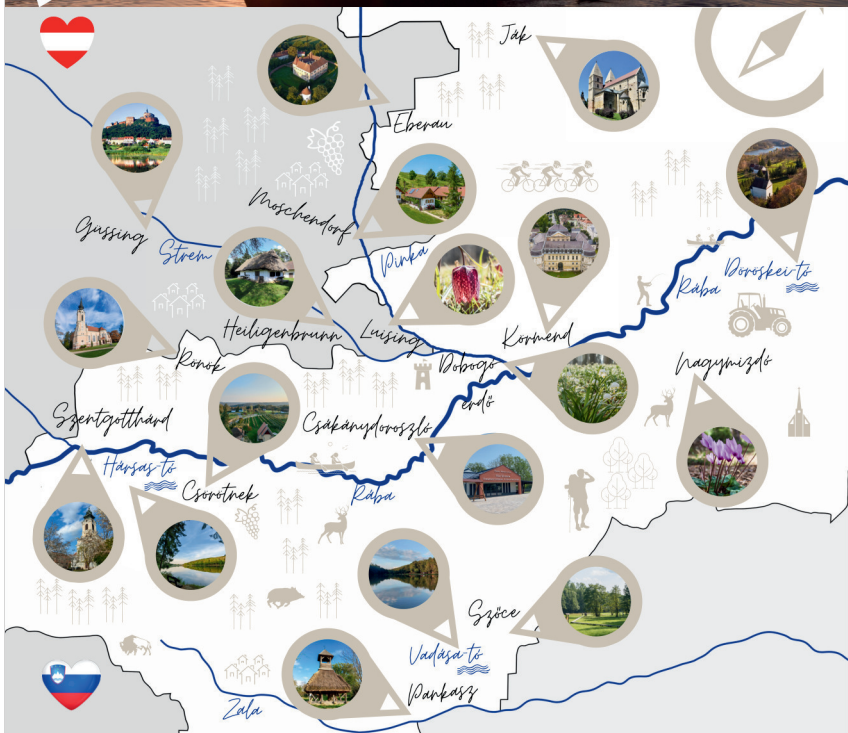 Ják
Eberau
Moschendorf
Güssing
Strem
Pinka
Doroskei-tó
Rába
Heiligenbrunn
Luising
Körmend
Rönök
Dobogó
erdő
Nagymizdó
Szentgotthárd
Csákánydoroszló
Hársas-tó
Csörötnek
Rába
Szőce
Vadása-tó
Pankasz
Zala